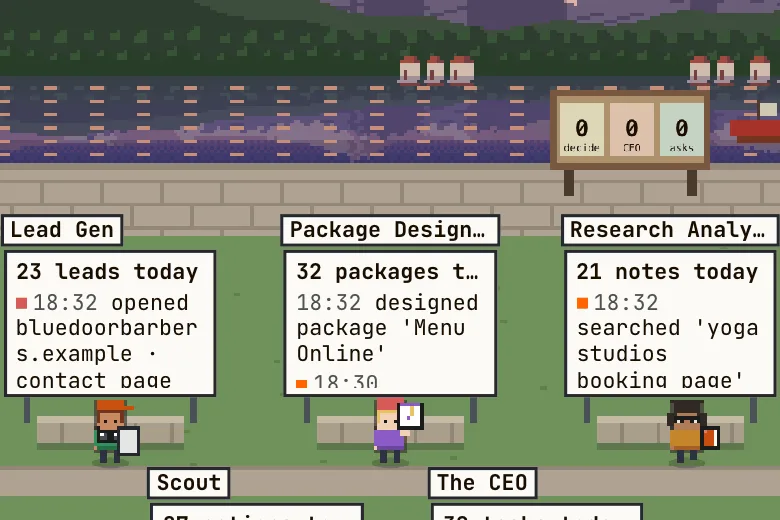 0 0 0
decide CEO asks
Lead Gen
23 leads today
18:32 opened
bluedoorbarber
s.example ·
contact page
Package Design…
32 packages t…
18:32 designed
package 'Menu
Online'
18:30
Research Analy…
21 notes today
18:32
searched 'yoga
studios
booking page'
Scout
The CEO